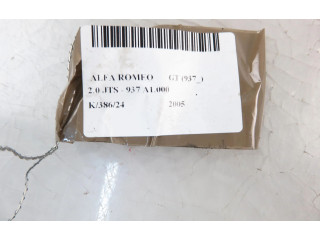 ALFA ROMEO GT (937_)
2.0 JTS - 937 A1.000
K/386/24 2005